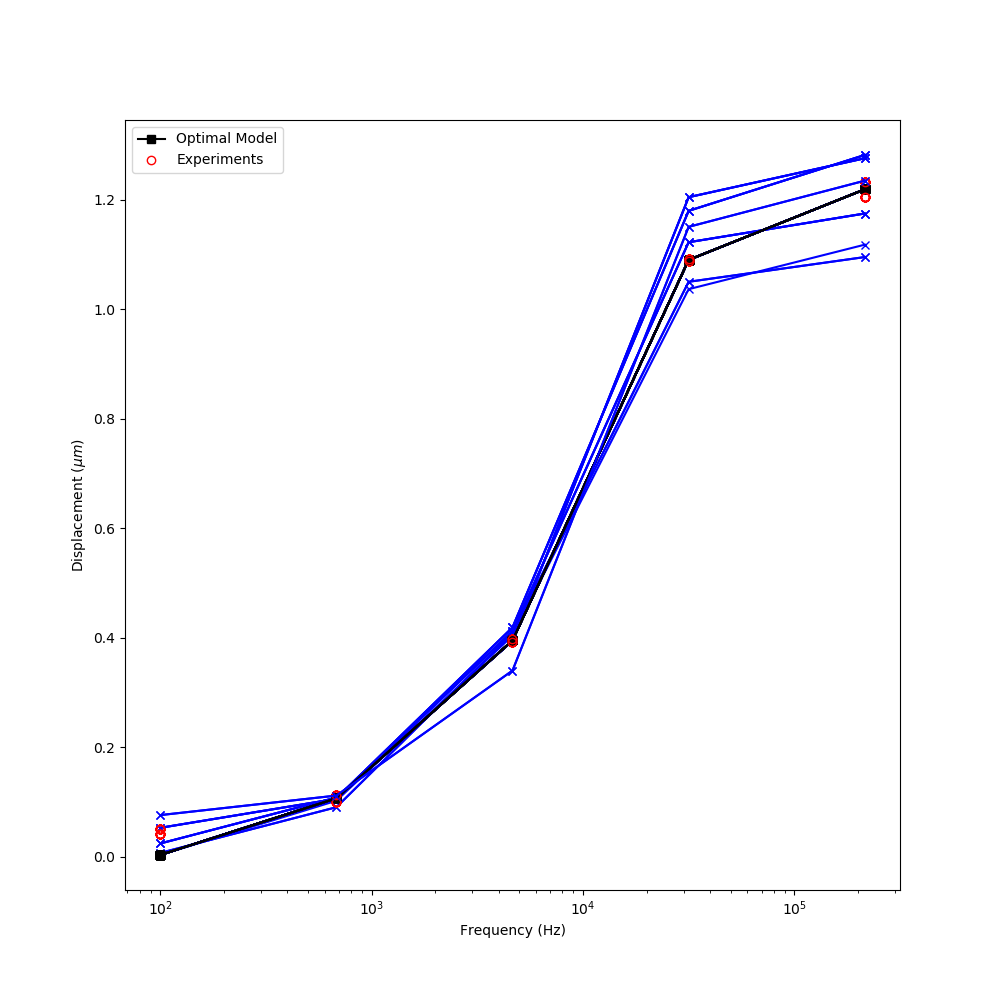 Optimal Model
Experiments
1.2
1.0
0.8
0.6
0.4
0.2
0.0
Displacement (μm)
10²
10³
10⁴
10⁵
Frequency (Hz)